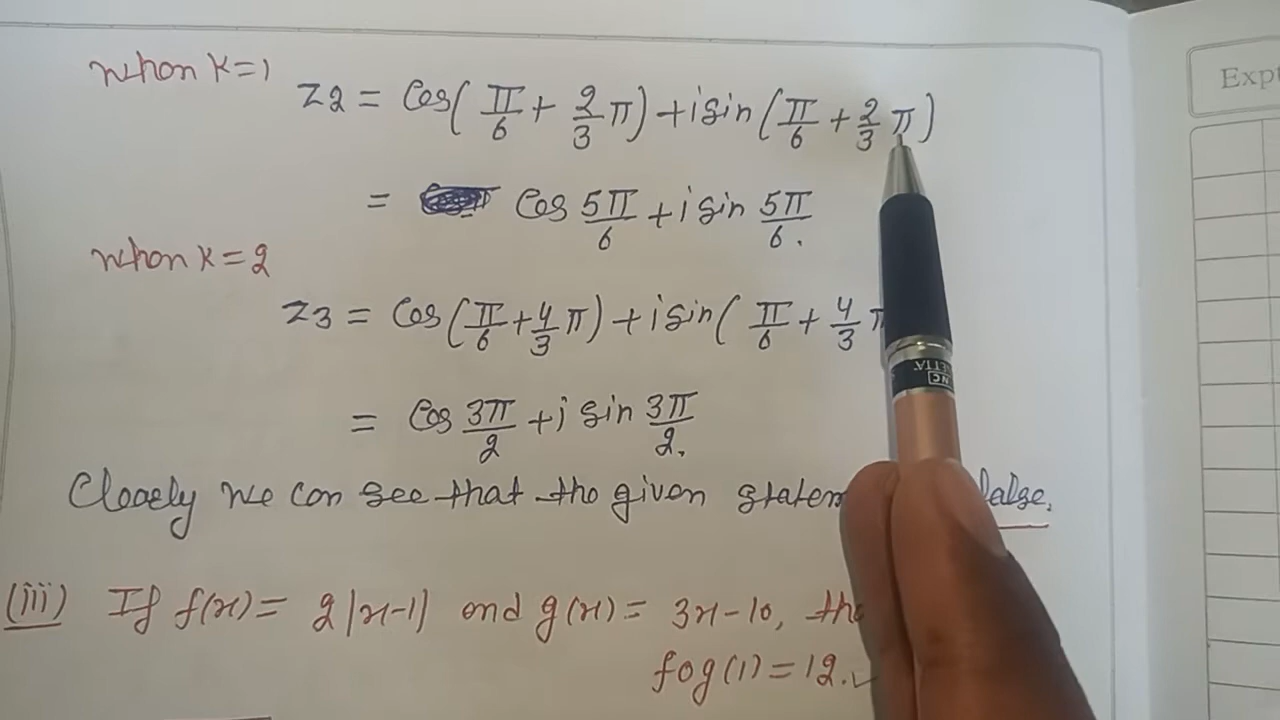 when K=1
Z2 = Cos(π/6 + 2/3 π) + i sin(π/6 + 2/3 π)
= Cos 5π/6 + i sin 5π/6.
when K=2
Z3 = Cos(π/6 + 4/3 π) + i sin(π/6 + 4/3 π
= Cos 3π/2 + i sin 3π/2.
Clearly we can see that the given statem false.
(iii) If f(x) = 2|x-1| and g(x) = 3x-10, the
fog(1) = 12.
Expt
NC